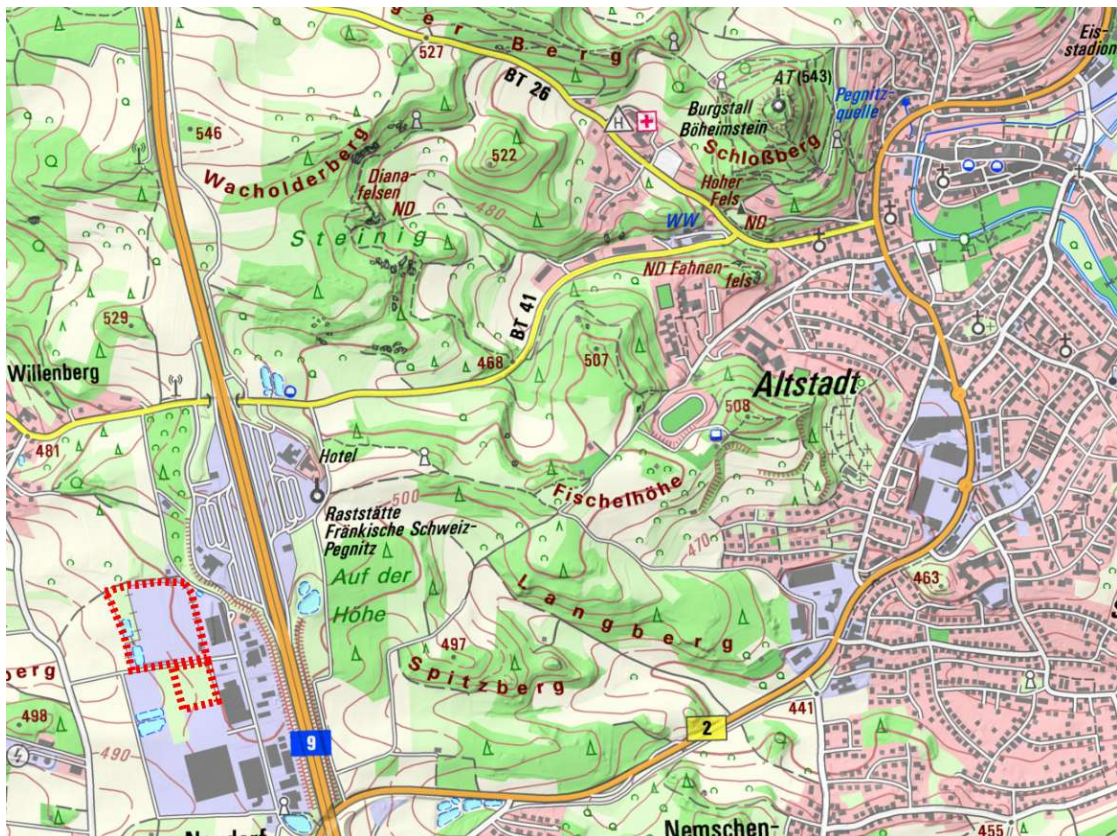 ger Berg
527
BT 26
Eis-
stadion
AT (543)
Burgstall
Böheimstein
Pegnitz-
quelle
546
H
522
Schloßberg
Wacholderberg
Diana-
felsen
ND
480
Hoher
Fels
ND
WW
Steinig
ND Fahnen-
fels
BT 41
529
468
507
Willenberg
Altstadt
508
481
Hotel
Fischelhöhe
500
Raststätte
Fränkische Schweiz-
Pegnitz
470
Auf der
Höhe
Langberg
463
497
Spitzberg
berg
498
441
2
9
490
Nemschen-
455